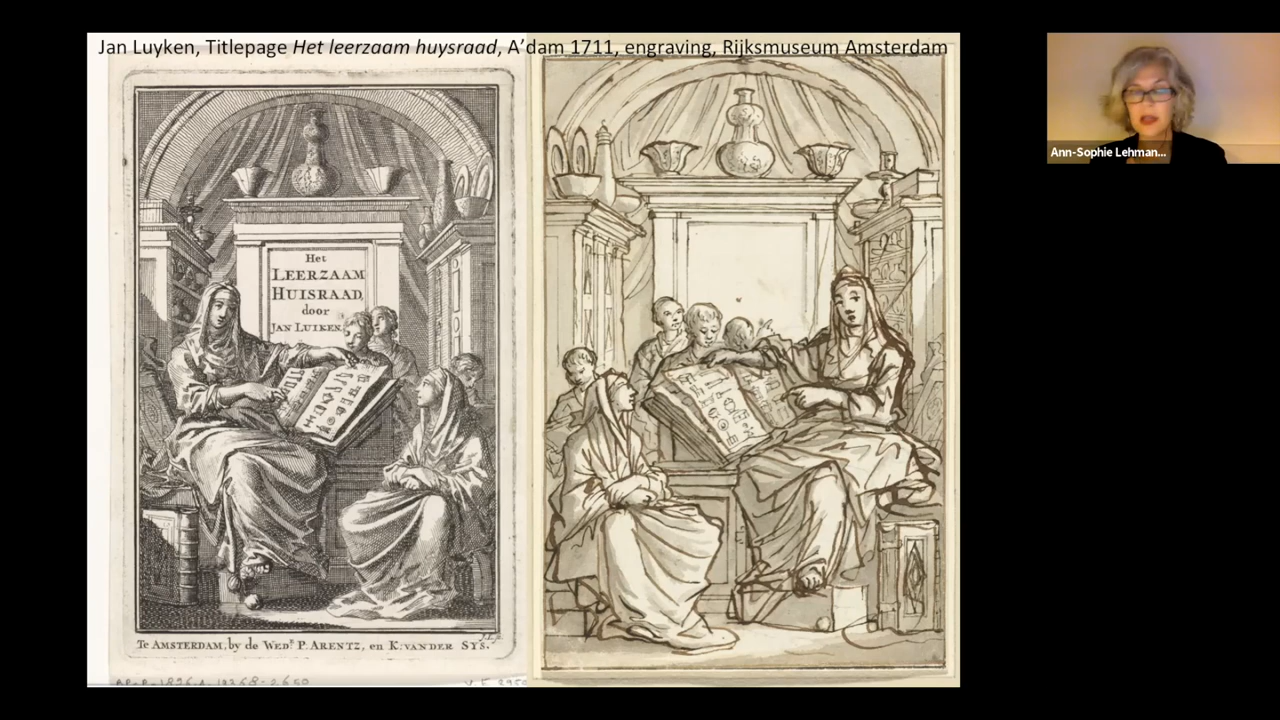 Jan Luyken, Titlepage Het leerzaam huysraad, A'dam 1711, engraving, Rijksmuseum Amsterdam
Het
LEERZAAM
HUISRAAD,
door
JAN LUIKEN.
Te AMSTERDAM, by de WEDᵉ P. ARENTZ, en K. VANDER SYS.
Ann-Sophie Lehman...